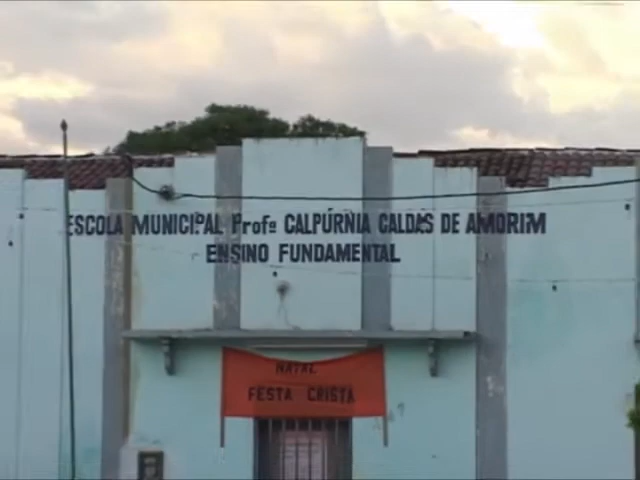 ESCOLA MUNICIPAL Profª CALPÚRNIA CALDAS DE AMORIM
ENSINO FUNDAMENTAL
NATAL
FESTA CRISTÃ